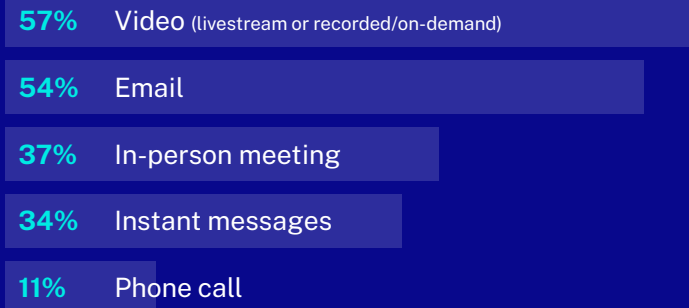 57% Video (livestream or recorded/on-demand)
54% Email
37% In-person meeting
34% Instant messages
11% Phone call